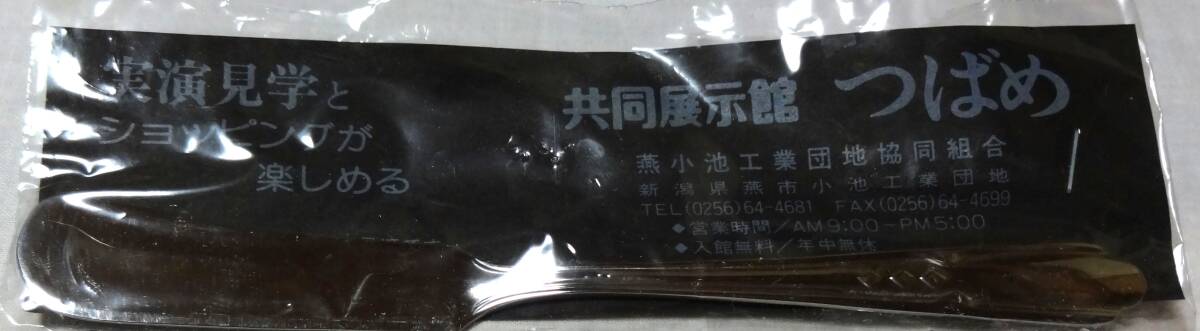 実演見学と
ショッピングが
楽しめる
共同展示館 つばめ
燕小池工業団地協同組合
新潟県燕市小池工業団地
TEL(0256)64-4681 FAX(0256)64-4699
◆営業時間/AM9:00-PM5:00
◆入館無料/年中無休